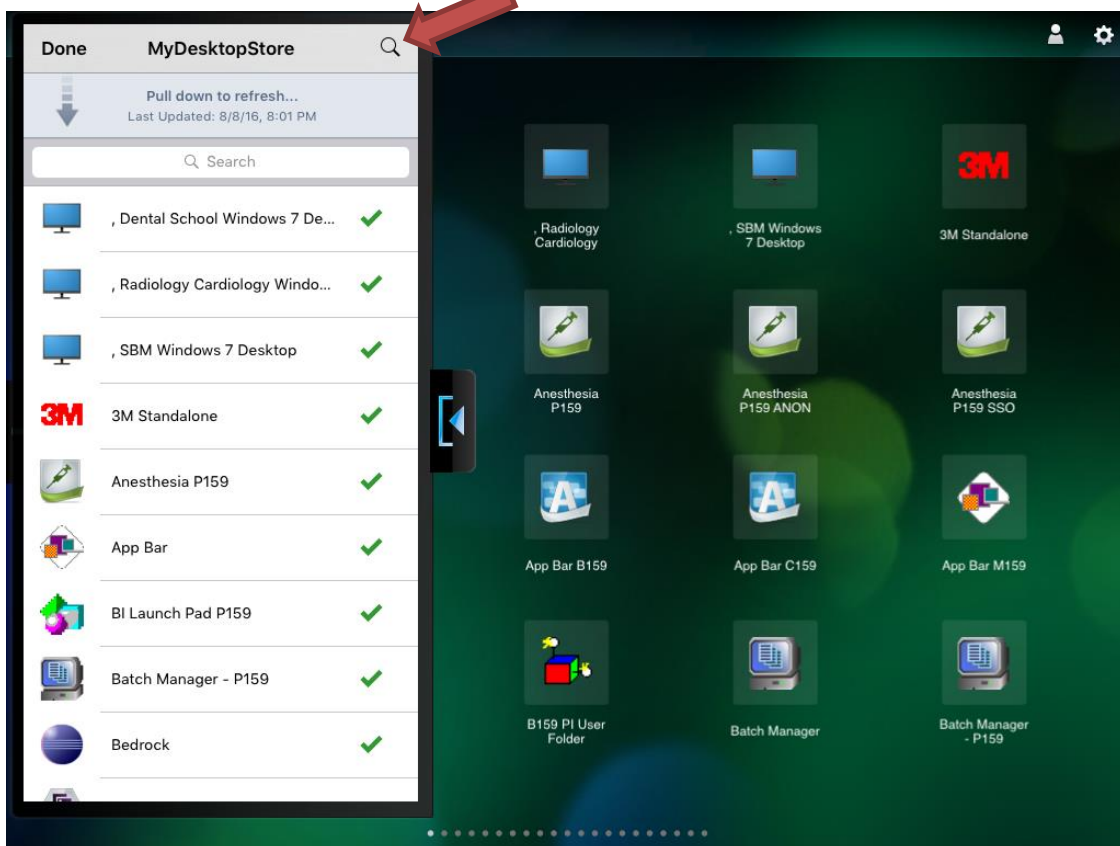 Done
MyDesktopStore
Pull down to refresh...
Last Updated: 8/8/16, 8:01 PM
Search
, Dental School Windows 7 De...
, Radiology Cardiology Windo...
, SBM Windows 7 Desktop
3M
3M Standalone
Anesthesia P159
App Bar
BI Launch Pad P159
Batch Manager - P159
Bedrock
, Radiology
Cardiology
, SBM Windows
7 Desktop
3M
3M Standalone
Anesthesia
P159
Anesthesia
P159 ANON
Anesthesia
P159 SSO
A
App Bar B159
A
App Bar C159
App Bar M159
B159 PI User
Folder
Batch Manager
Batch Manager
- P159